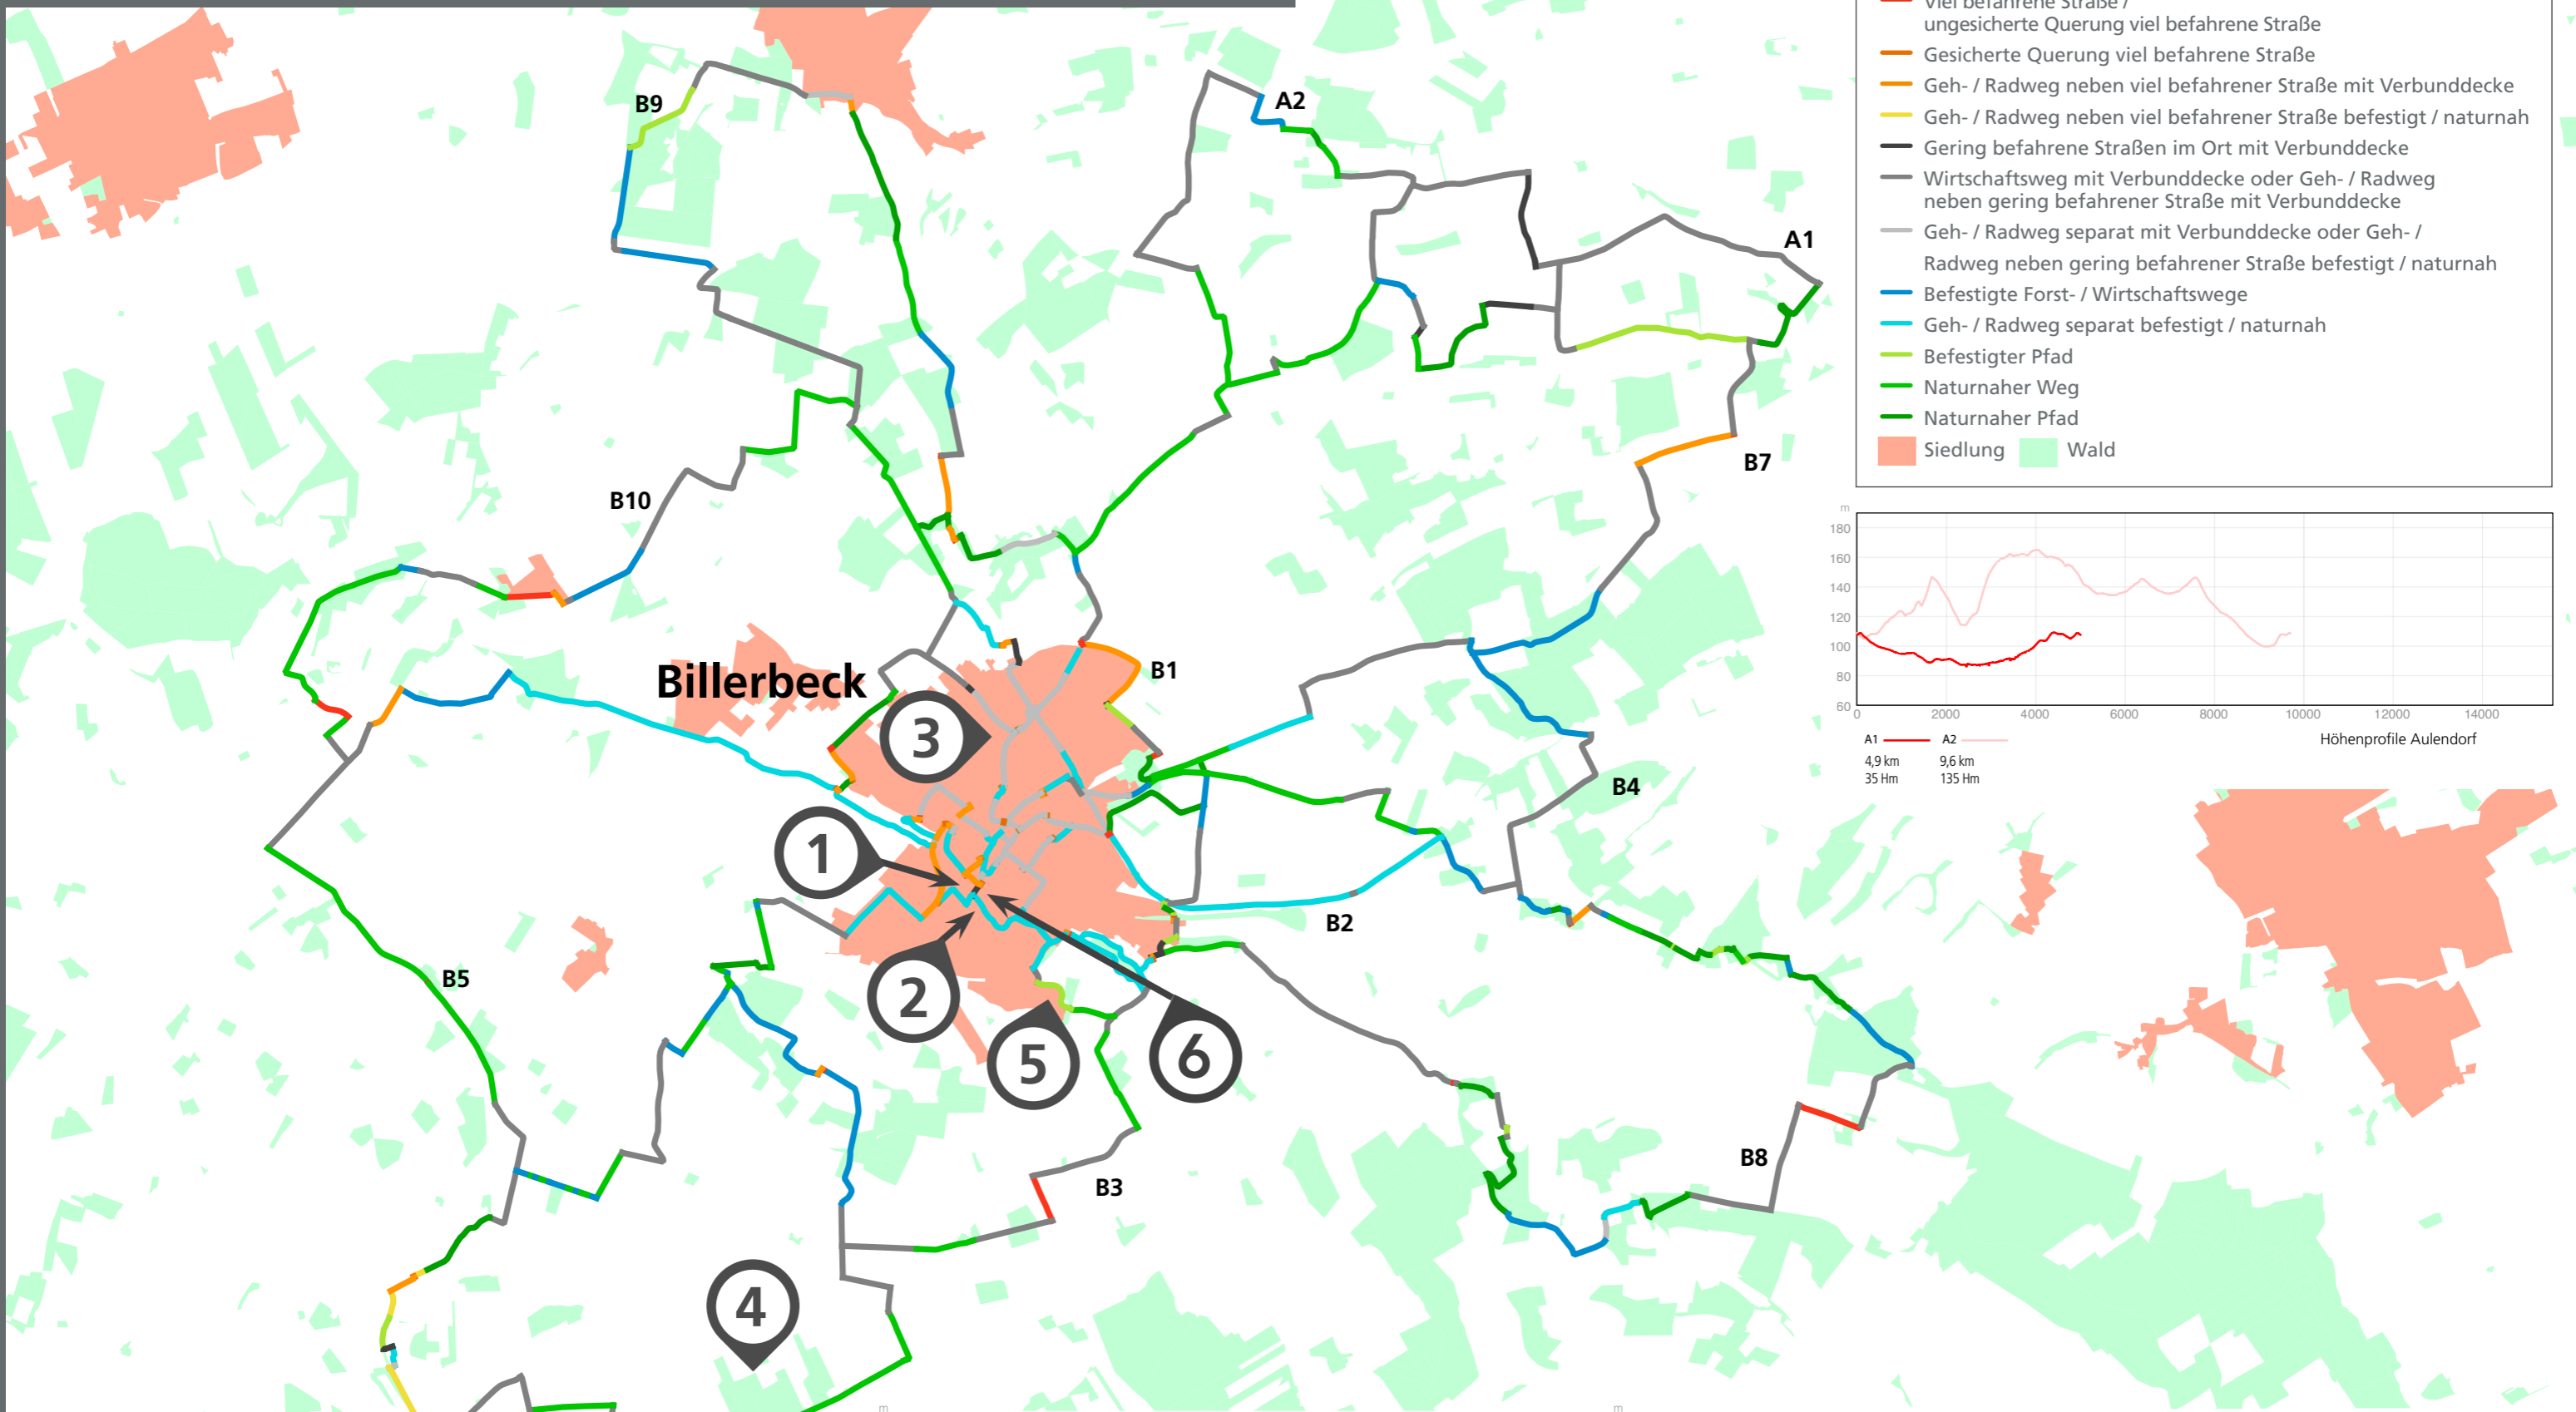 Viel befahrene Straße /
ungesicherte Querung viel befahrene Straße
Gesicherte Querung viel befahrene Straße
Geh- / Radweg neben viel befahrener Straße mit Verbunddecke
Geh- / Radweg neben viel befahrener Straße befestigt / naturnah
Gering befahrene Straßen im Ort mit Verbunddecke
Wirtschaftsweg mit Verbunddecke oder Geh- / Radweg
neben gering befahrener Straße mit Verbunddecke
Geh- / Radweg separat mit Verbunddecke oder Geh- /
Radweg neben gering befahrener Straße befestigt / naturnah
Befestigte Forst- / Wirtschaftswege
Geh- / Radweg separat befestigt / naturnah
Befestigter Pfad
Naturnaher Weg
Naturnaher Pfad
Siedlung Wald
B9
A2
A1
B7
B10
Billerbeck
B1
3
B4
1
B2
B5
2
5
6
B8
B3
4
m
180
160
140
120
100
80
60
0 2000 4000 6000 8000 10000 12000 14000
A1 A2 Höhenprofile Aulendorf
4,9 km 9,6 km
35 Hm 135 Hm
m m